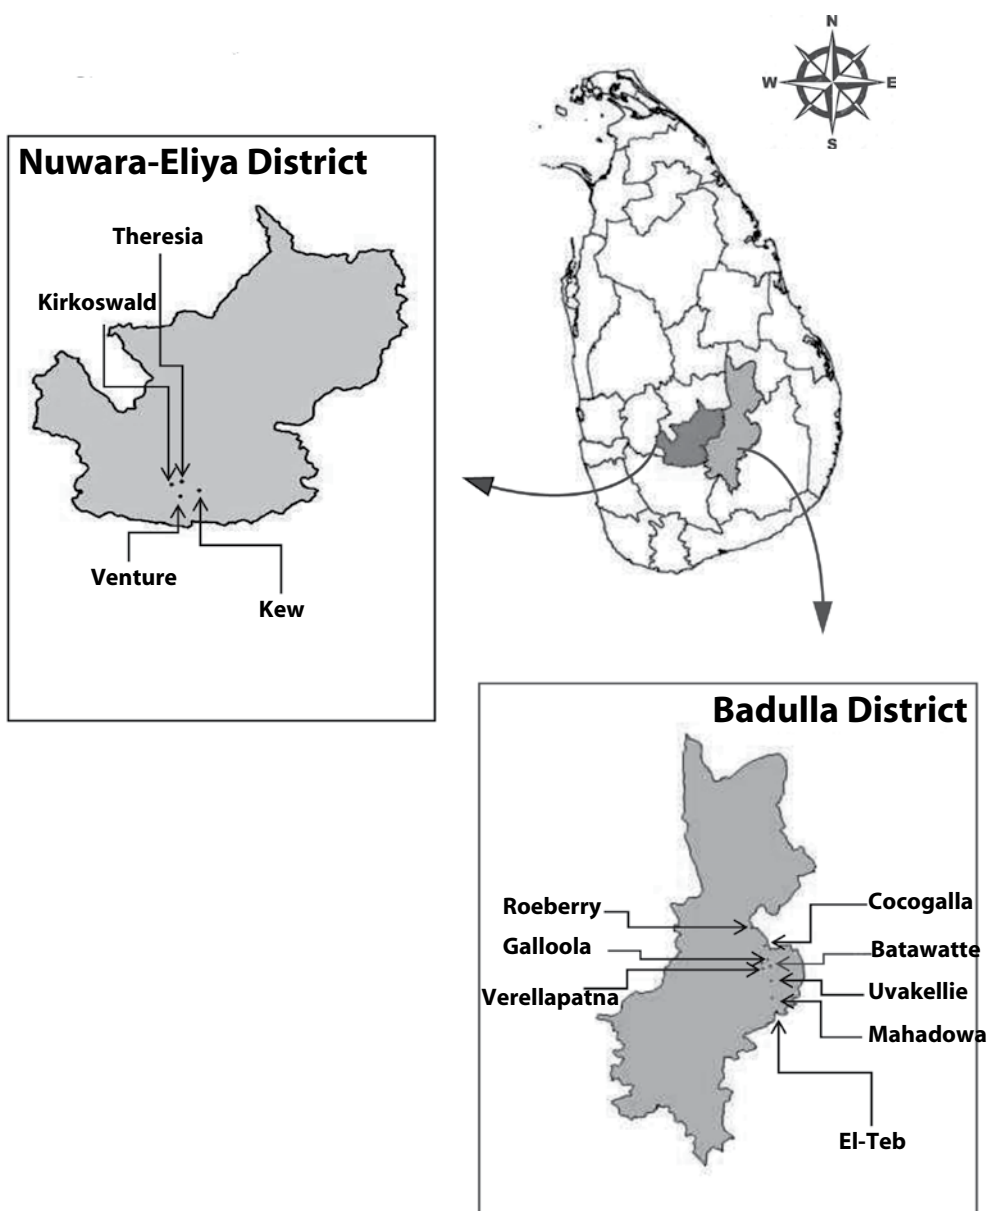 N
W
E
S
Nuwara-Eliya District
Theresia
Kirkoswald
Venture
Kew
Badulla District
Roeberry
Cocogalla
Galloola
Batawatte
Verellapatna
Uvakellie
Mahadowa
El-Teb